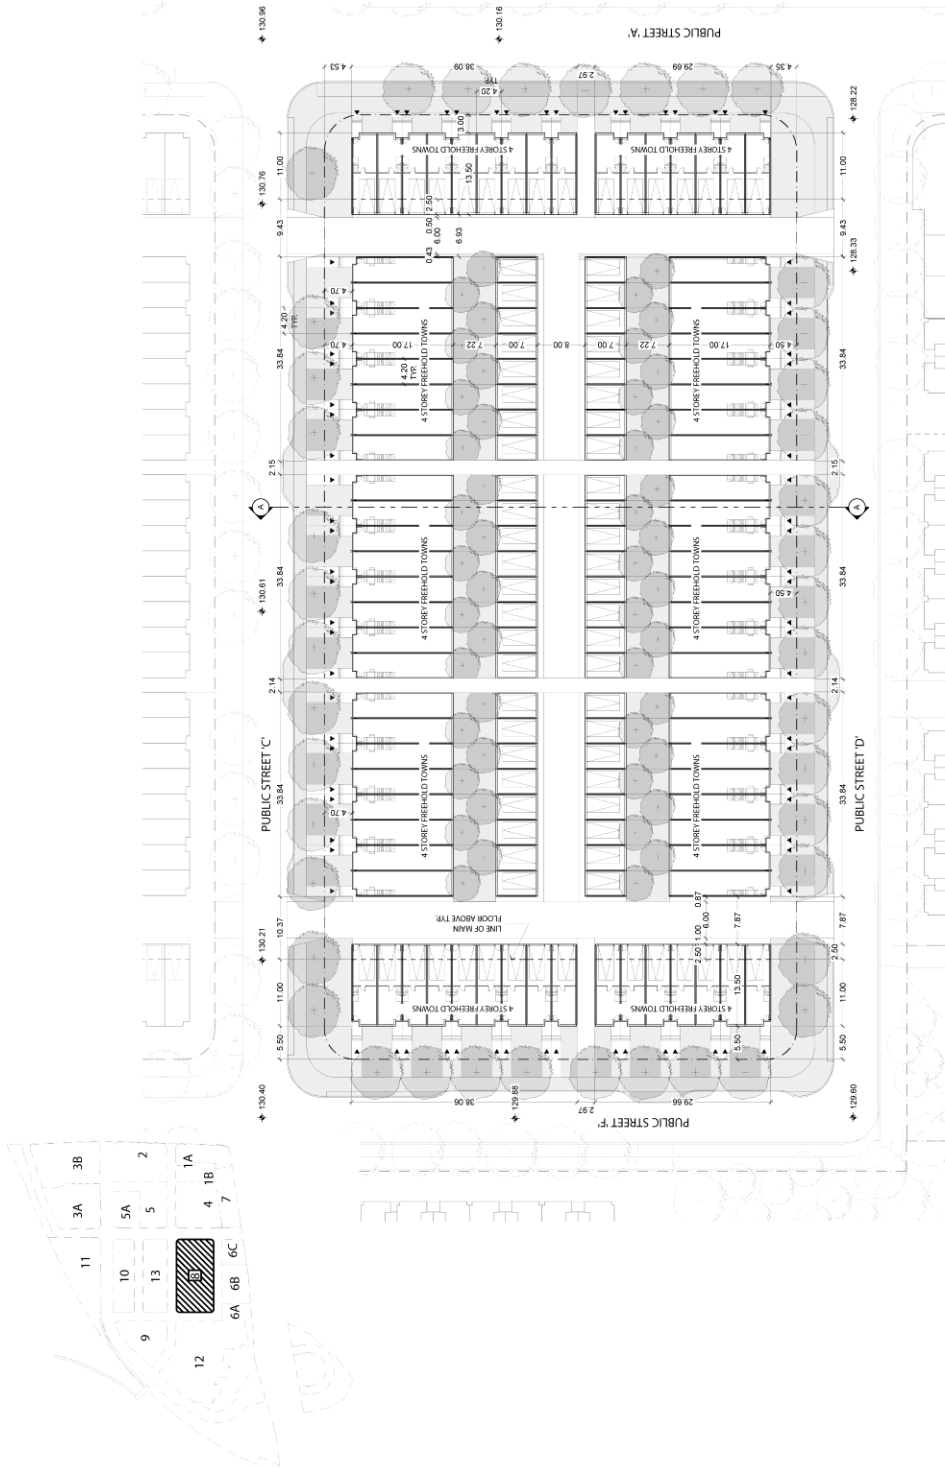 130.96
130.16
PUBLIC STREET 'A'
4.53
38.09
2.97
29.69
4.35
TYP.
4.20
128.22
3.00
4 STOREY FREEHOLD TOWNS
4 STOREY FREEHOLD TOWNS
11.00
11.00
130.76
13.50
2.50
0.50
6.00
6.93
0.43
9.43
9.43
128.33
4.70
4.20
TYP.
33.84
4.70
17.00
7.22
7.00
8.00
7.00
7.22
17.00
4.50
33.84
4.20
TYP.
4 STOREY FREEHOLD TOWNS
4 STOREY FREEHOLD TOWNS
2.15
2.15
A
A
130.61
33.84
4 STOREY FREEHOLD TOWNS
4 STOREY FREEHOLD TOWNS
33.84
4.50
2.14
2.14
PUBLIC STREET 'C'
33.84
4.70
4 STOREY FREEHOLD TOWNS
4 STOREY FREEHOLD TOWNS
33.84
PUBLIC STREET 'D'
130.21
10.37
LINE OF MAIN
FLOOR ABOVE TYP.
0.87
6.00
1.00
2.50
7.87
7.87
2.50
11.00
13.50
11.00
4 STOREY FREEHOLD TOWNS
4 STOREY FREEHOLD TOWNS
5.50
5.50
5.50
130.40
38.06
129.88
2.97
29.66
129.60
PUBLIC STREET 'F'
3B
2
1A
1B
3A
5A
5
4
7
11
10
13
8
6C
6B
6A
9
12